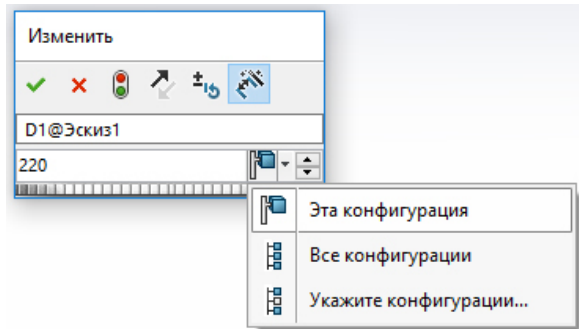 Изменить
D1@Эскиз1
220
Эта конфигурация
Все конфигурации
Укажите конфигурации...